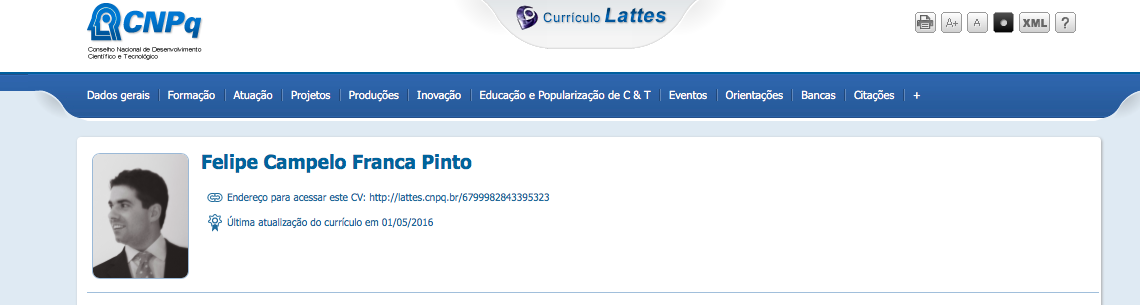 CNPq
Conselho Nacional de Desenvolvimento
Científico e Tecnológico
Currículo Lattes
A+ A XML ?
Dados gerais Formação Atuação Projetos Produções Inovação Educação e Popularização de C & T Eventos Orientações Bancas Citações +
Felipe Campelo Franca Pinto
Endereço para acessar este CV: http://lattes.cnpq.br/6799982843395323
Última atualização do currículo em 01/05/2016